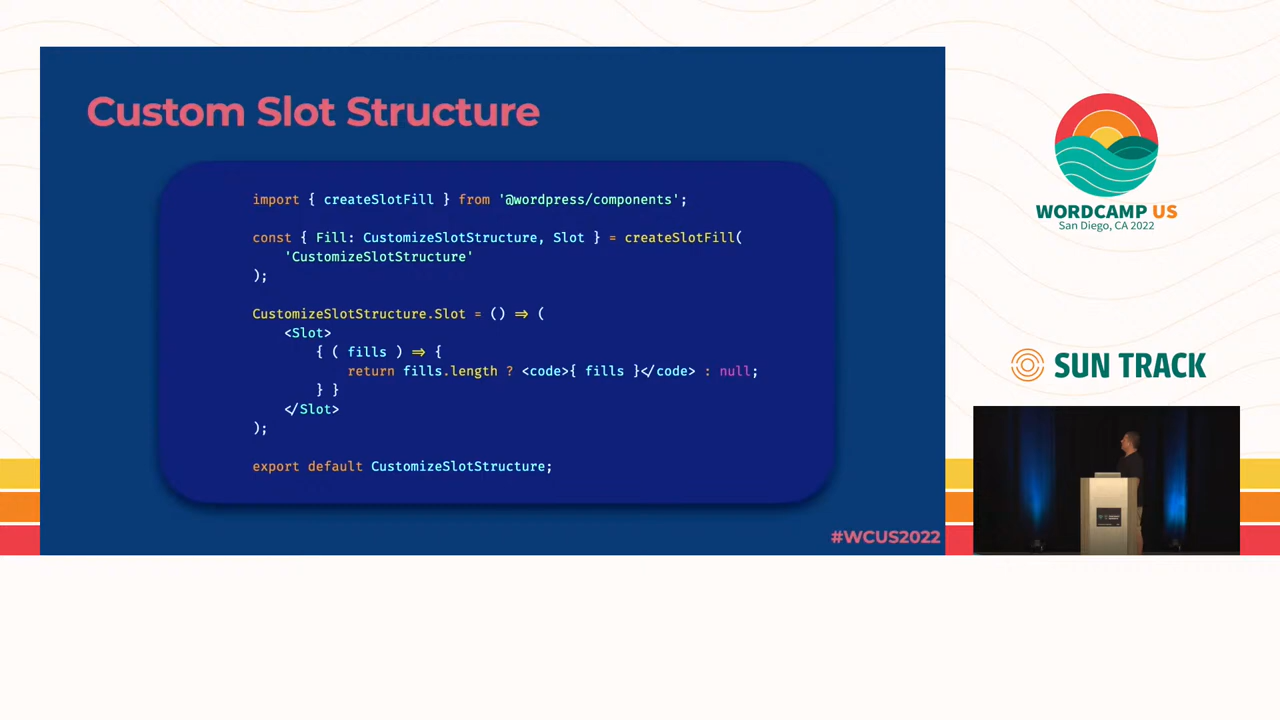 Custom Slot Structure
import { createSlotFill } from '@wordpress/components';
const { Fill: CustomizeSlotStructure, Slot } = createSlotFill(
'CustomizeSlotStructure'
);
CustomizeSlotStructure.Slot = () => (
<Slot>
{ ( fills ) => {
return fills.length ? <code>{ fills }</code> : null;
} }
</Slot>
);
export default CustomizeSlotStructure;
#WCUS2022
WORDCAMP US
San Diego, CA 2022
SUN TRACK